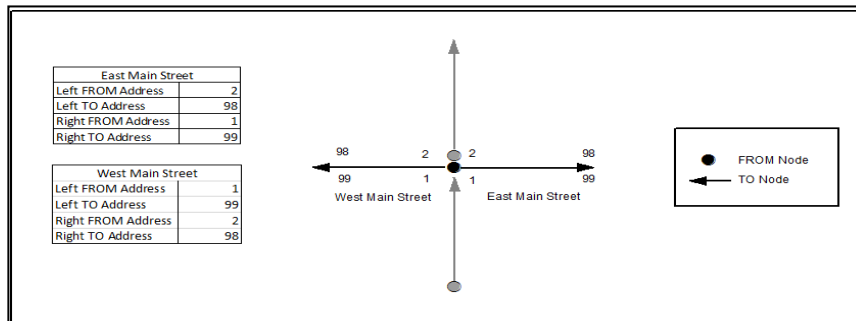 East Main Street
Left FROM Address 2
Left TO Address 98
Right FROM Address 1
Right TO Address 99
West Main Street
Left FROM Address 1
Left TO Address 99
Right FROM Address 2
Right TO Address 98
98 2 2 98
99 1 1 99
West Main Street East Main Street
FROM Node
TO Node